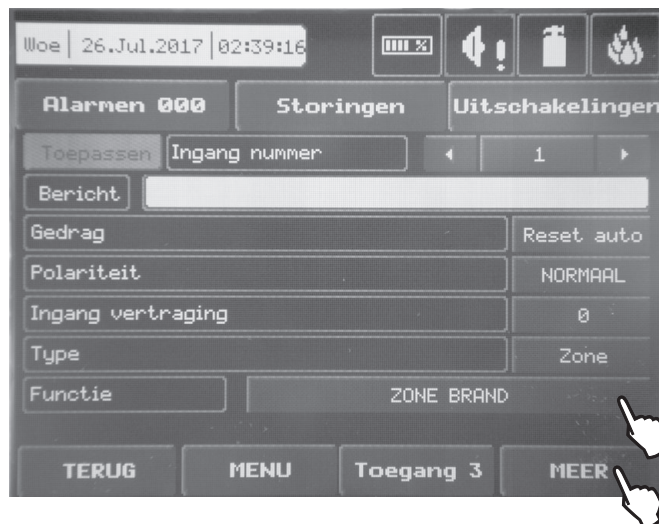 Woe 26.Jul.2017 02:39:16
Alarmen 000 Storingen Uitschakelingen
Toepassen Ingang nummer 1
Bericht
Gedrag Reset auto
Polariteit NORMAAL
Ingang vertraging 0
Type Zone
Functie ZONE BRAND
TERUG MENU Toegang 3 MEER